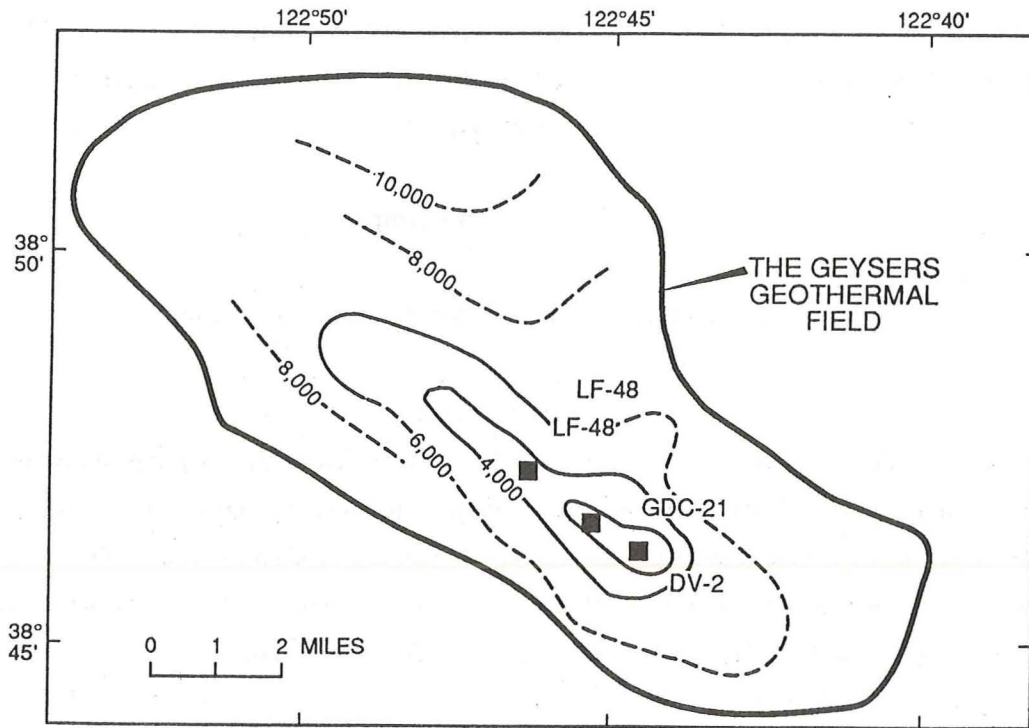 122°50'
122°45'
122°40'
10,000
38°
50'
8,000
THE GEYSERS
GEOTHERMAL
FIELD
8,000
LF-48
LF-48
6,000
4,000
GDC-21
DV-2
38°
45'
0 1 2 MILES